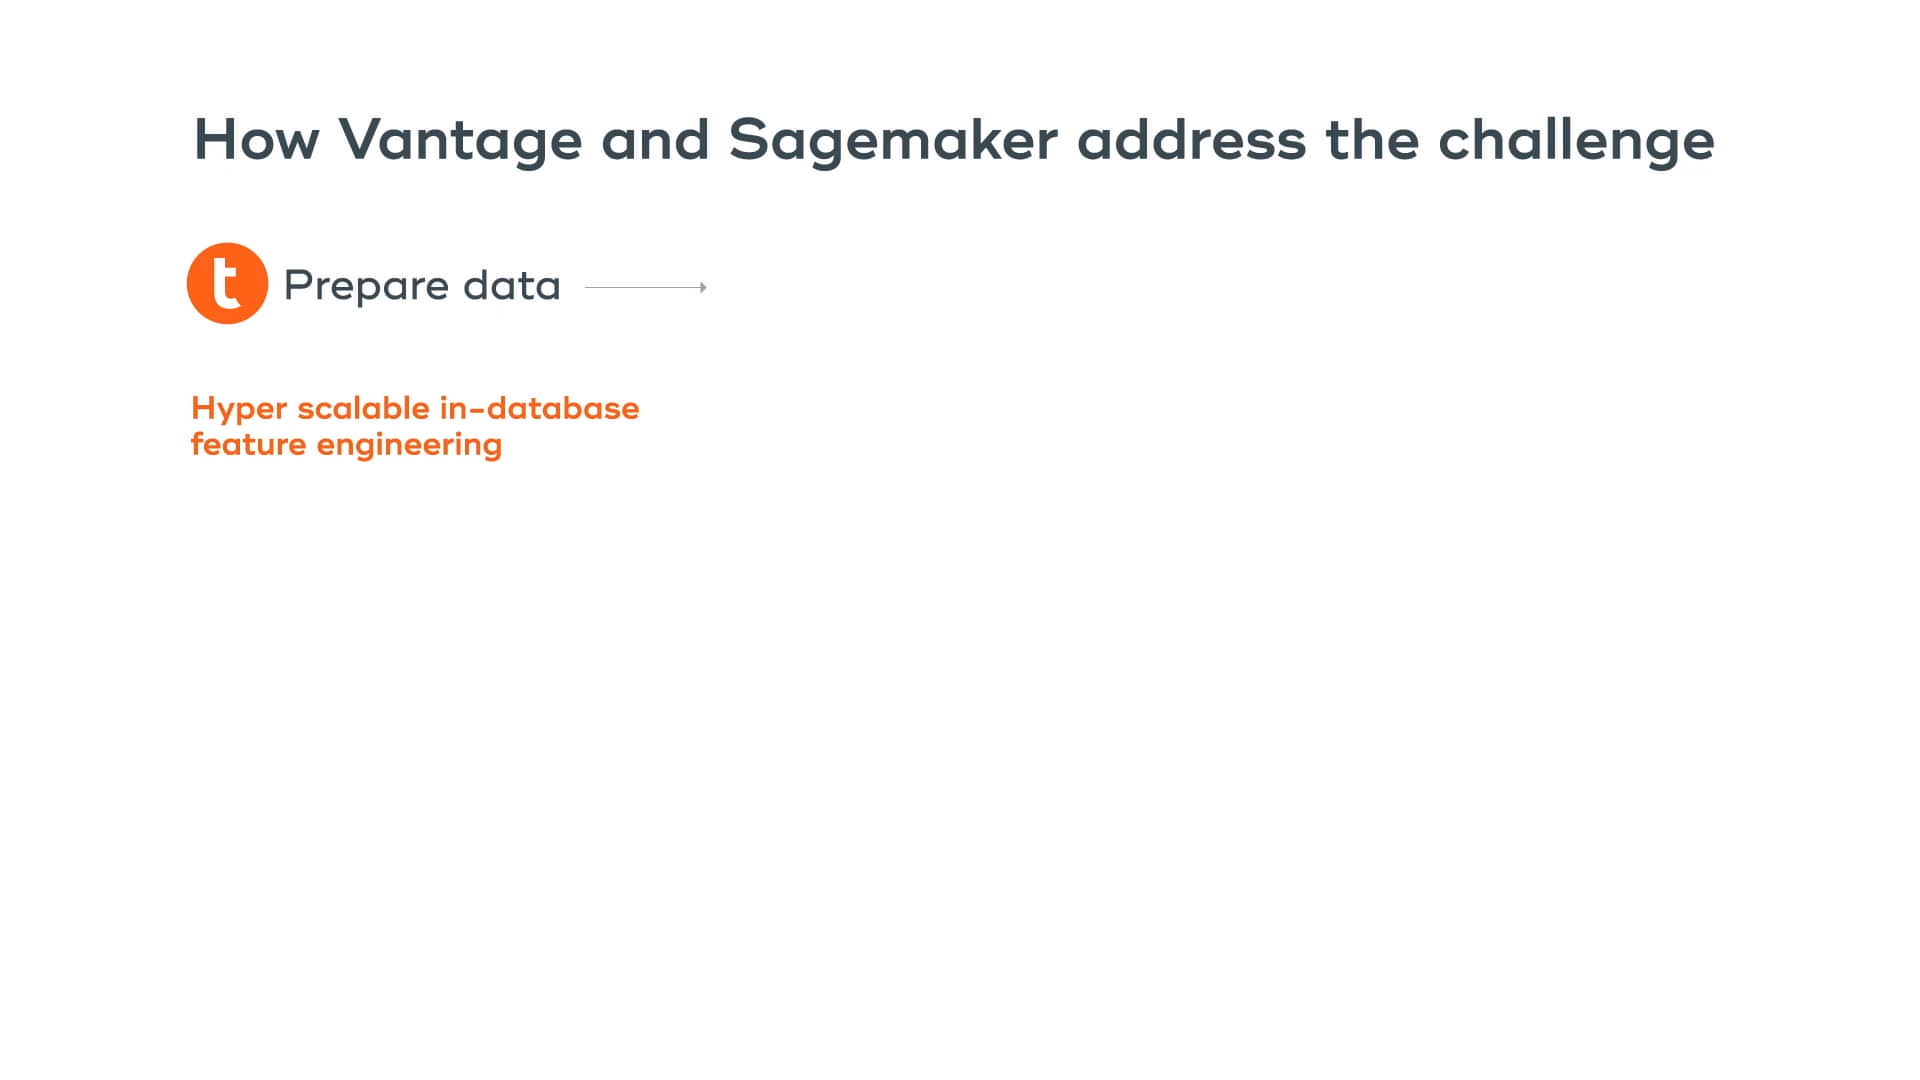 How Vantage and Sagemaker address the challenge
t Prepare data
Hyper scalable in-database
feature engineering